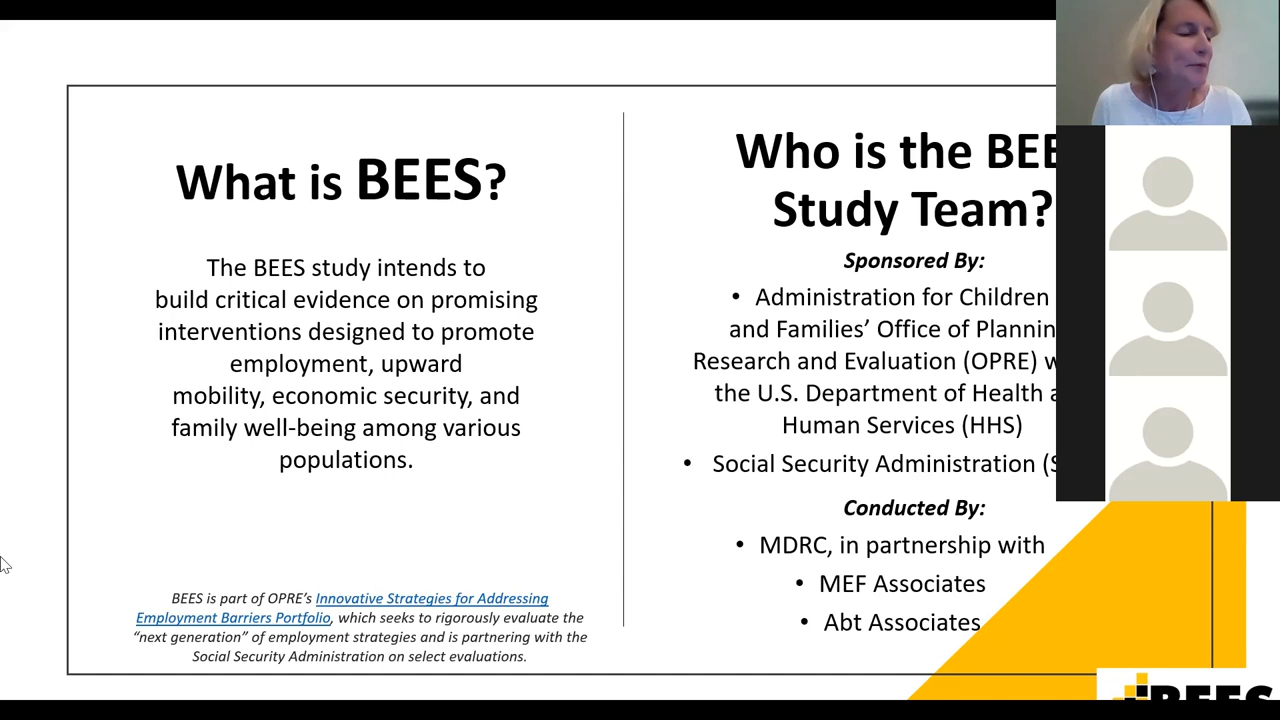 What is BEES?
The BEES study intends to
build critical evidence on promising
interventions designed to promote
employment, upward
mobility, economic security, and
family well-being among various
populations.
BEES is part of OPRE’s Innovative Strategies for Addressing
Employment Barriers Portfolio, which seeks to rigorously evaluate the
“next generation” of employment strategies and is partnering with the
Social Security Administration on select evaluations.
Who is the
Study Team?
Sponsored By:
• Administration for Children
and Families’ Office of
Research and Evaluation (OPRE)
the U.S. Department of Health
Human Services (HHS)
• Social Security Administration
Conducted By:
• MDRC, in partnership with
• MEF Associates
• Abt Associates
BEES